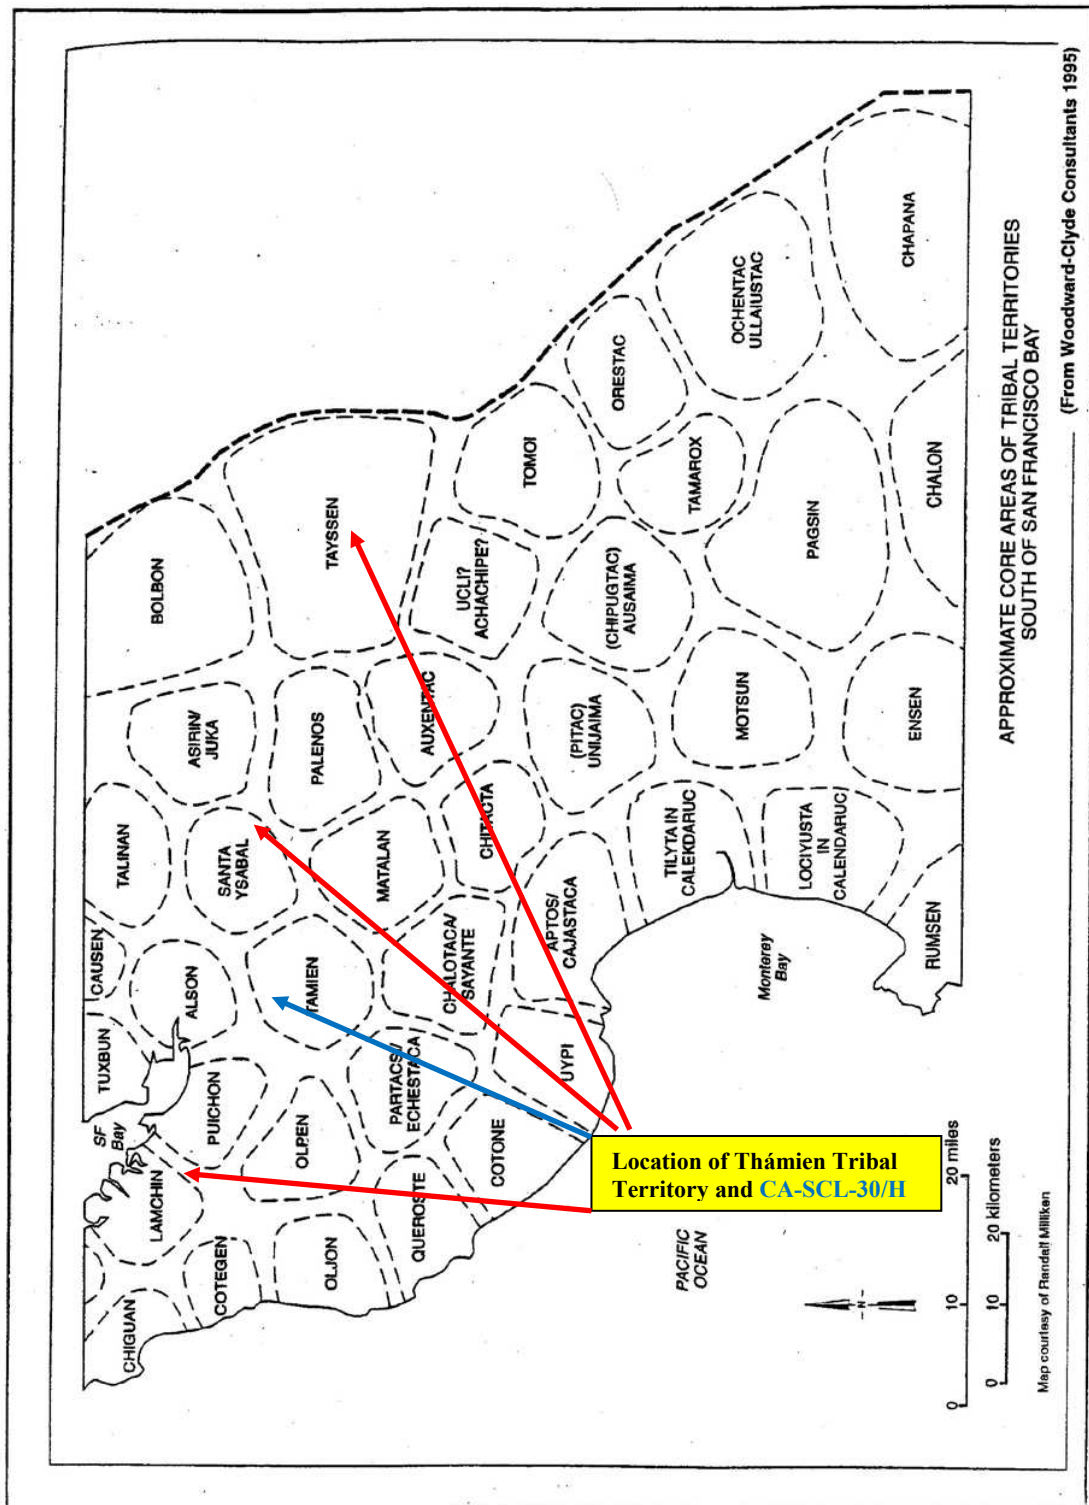 CHIGUAN
LAMCHIN
SF
Bay
TUXBUN
CAUSEN
TALINAN
BOLBON
COTEGEN
PUICHON
ALSON
SANTA
YSABAL
ASIRIN/
JUKA
OLJON
OLPEN
TAMIEN
PALENOS
TAYSSEN
QUEROSTE
PARTACSI/
ECHESTACA
MATALAN
AUXENTAC
COTONE
CHALOTACA/
SAYANTE
CHITACTA
UCLI?
ACHACHIPE?
TOMOI
UYPI
APTOS/
CAJASTACA
(PITAC)
UNIJAIMA
(CHIPUGTAC)
AUSAIMA
ORESTAC
TILYTA IN
CALEKDARUC
MOTSUN
TAMAROX
OCHENTAC
ULLAIUSTAC
LOCIYUSTA
IN
CALENDARUC
PAGSIN
CHAPANA
RUMSEN
ENSEN
CHALON
Monterey
Bay
PACIFIC
OCEAN
Location of Thámien Tribal
Territory and CA-SCL-30/H
N
0 10 20 miles
0 10 20 kilometers
Map courtesy of Randall Milliken
APPROXIMATE CORE AREAS OF TRIBAL TERRITORIES
SOUTH OF SAN FRANCISCO BAY
(From Woodward-Clyde Consultants 1995)